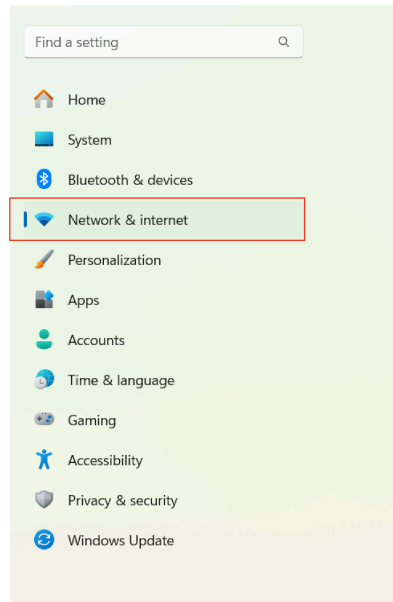 Find a setting
Home
System
Bluetooth & devices
Network & internet
Personalization
Apps
Accounts
Time & language
Gaming
Accessibility
Privacy & security
Windows Update